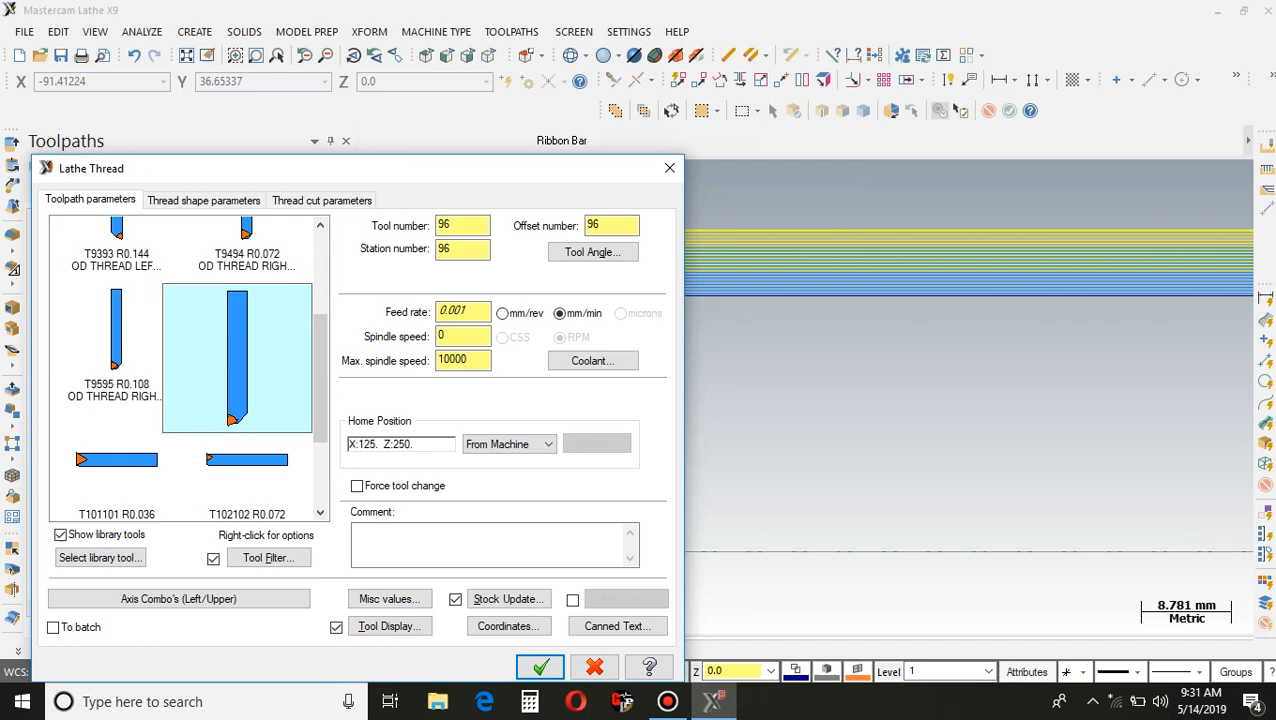 Mastercam Lathe X9
FILE EDIT VIEW ANALYZE CREATE SOLIDS MODEL PREP XFORM MACHINE TYPE TOOLPATHS SCREEN SETTINGS HELP
X -91.41224 Y 36.65337 Z 0.0
Toolpaths
Ribbon Bar
Lathe Thread
Toolpath parameters Thread shape parameters Thread cut parameters
T9393 R0.144
OD THREAD LEF...
T9494 R0.072
OD THREAD RIGH...
T9595 R0.108
OD THREAD RIGH...
T101101 R0.036
T102102 R0.072
Tool number: 96 Offset number: 96
Station number: 96 Tool Angle...
Feed rate: 0.001 mm/rev mm/min microns
Spindle speed: 0 CSS RPM
Max. spindle speed: 10000 Coolant...
Home Position
X:125. Z:250. From Machine
Force tool change
Comment:
Show library tools Right-click for options
Select library tool... Tool Filter...
Axis Combo's (Left/Upper) Misc values... Stock Update...
To batch Tool Display... Coordinates... Canned Text...
8.781 mm
Metric
WCS: Z 0.0 Level 1 Attributes Groups
Type here to search
9:31 AM
5/14/2019
4